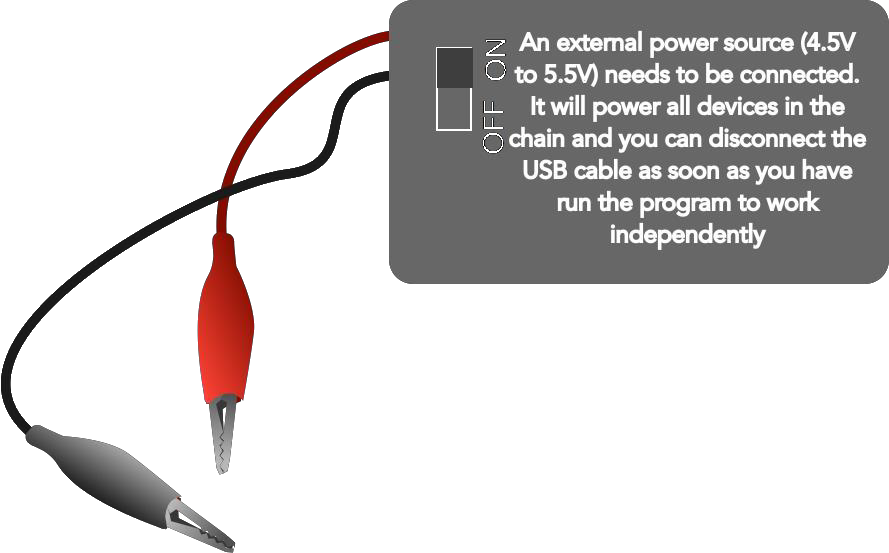 ON
OFF
An external power source (4.5V
to 5.5V) needs to be connected.
It will power all devices in the
chain and you can disconnect the
USB cable as soon as you have
run the program to work
independently